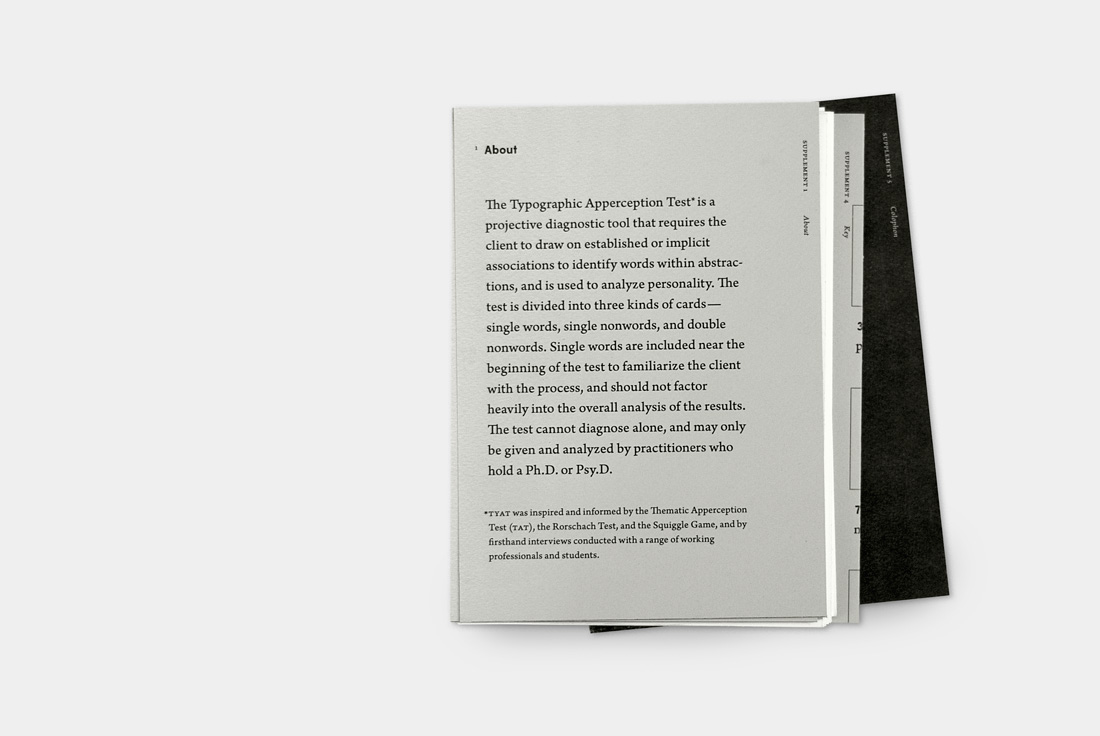 1 About
The Typographic Apperception Test* is a
projective diagnostic tool that requires the
client to draw on established or implicit
associations to identify words within abstrac-
tions, and is used to analyze personality. The
test is divided into three kinds of cards—
single words, single nonwords, and double
nonwords. Single words are included near the
beginning of the test to familiarize the client
with the process, and should not factor
heavily into the overall analysis of the results.
The test cannot diagnose alone, and may only
be given and analyzed by practitioners who
hold a Ph.D. or Psy.D.
*TYAT was inspired and informed by the Thematic Apperception
Test (TAT), the Rorschach Test, and the Squiggle Game, and by
firsthand interviews conducted with a range of working
professionals and students.
SUPPLEMENT 1 About
SUPPLEMENT 4 Key
3
P
7
n
SUPPLEMENT 5 Colophon